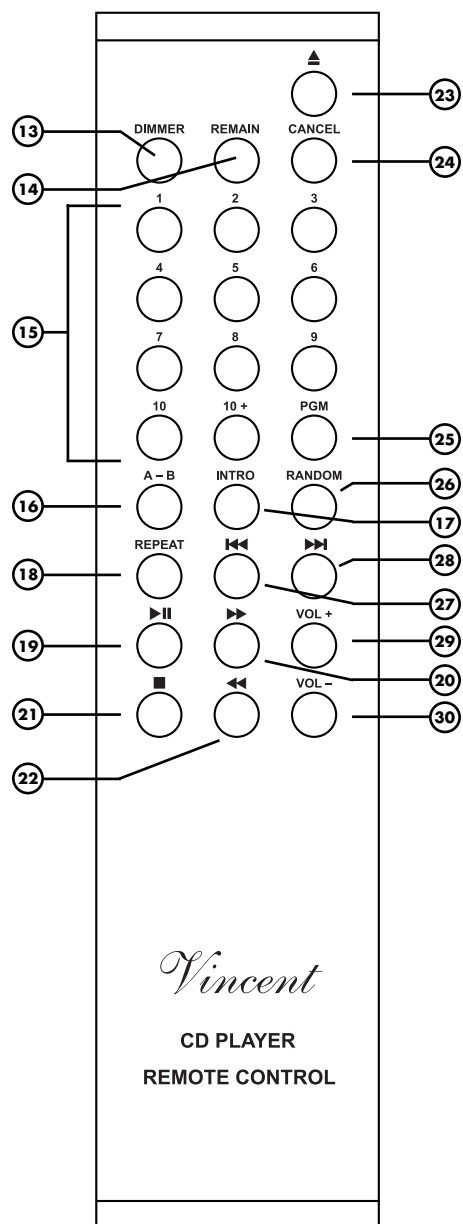 ⏏
23
13
DIMMER REMAIN CANCEL
24
14
1 2 3
4 5 6
15
7 8 9
10 10 + PGM
25
A – B INTRO RANDOM
26
16
17
REPEAT ⏮ ⏭
28
18
27
▶❚❚ ▶▶ VOL +
29
19
20
■ ◀◀ VOL –
21
30
22
Vincent
CD PLAYER
REMOTE CONTROL